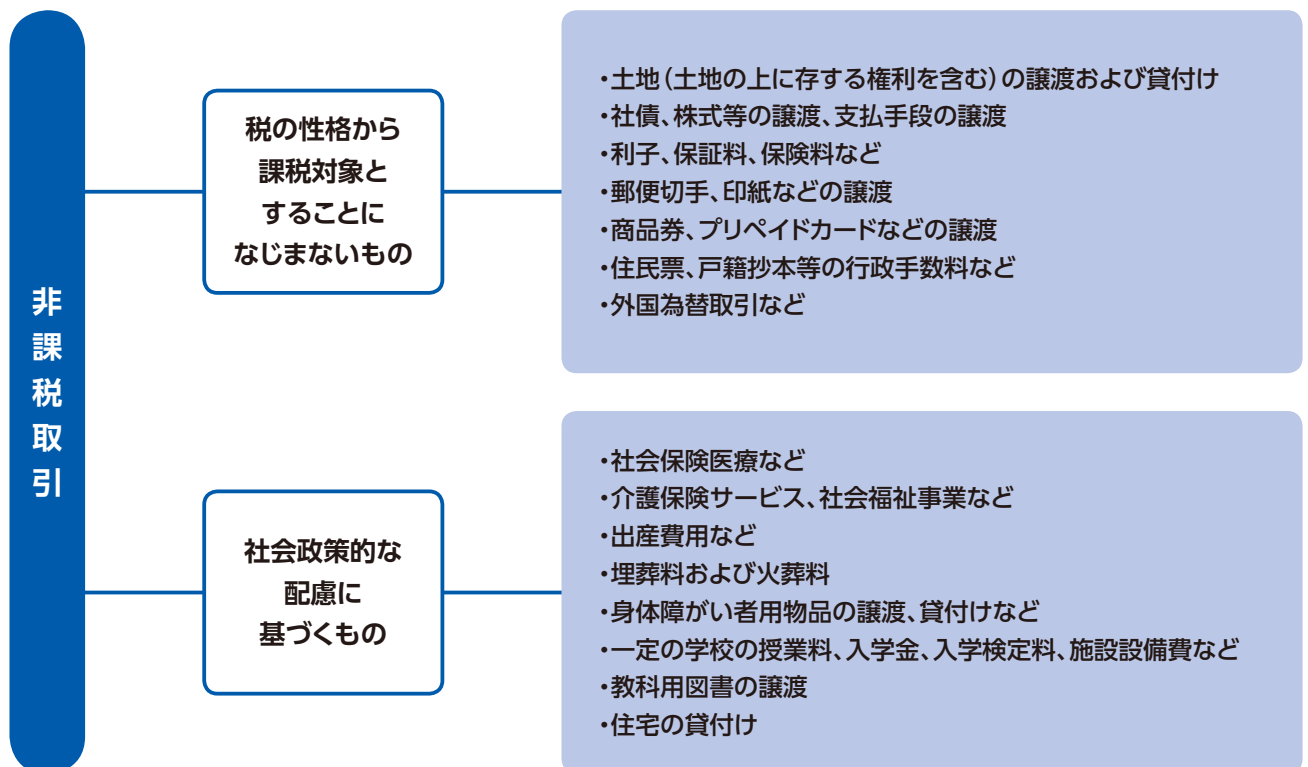 非課税取引
税の性格から
課税対象と
することに
なじまないもの
・土地(土地の上に存する権利を含む)の譲渡および貸付け
・社債、株式等の譲渡、支払手段の譲渡
・利子、保証料、保険料など
・郵便切手、印紙などの譲渡
・商品券、プリペイドカードなどの譲渡
・住民票、戸籍抄本等の行政手数料など
・外国為替取引など
社会政策的な
配慮に
基づくもの
・社会保険医療など
・介護保険サービス、社会福祉事業など
・出産費用など
・埋葬料および火葬料
・身体障がい者用物品の譲渡、貸付けなど
・一定の学校の授業料、入学金、入学検定料、施設設備費など
・教科用図書の譲渡
・住宅の貸付け